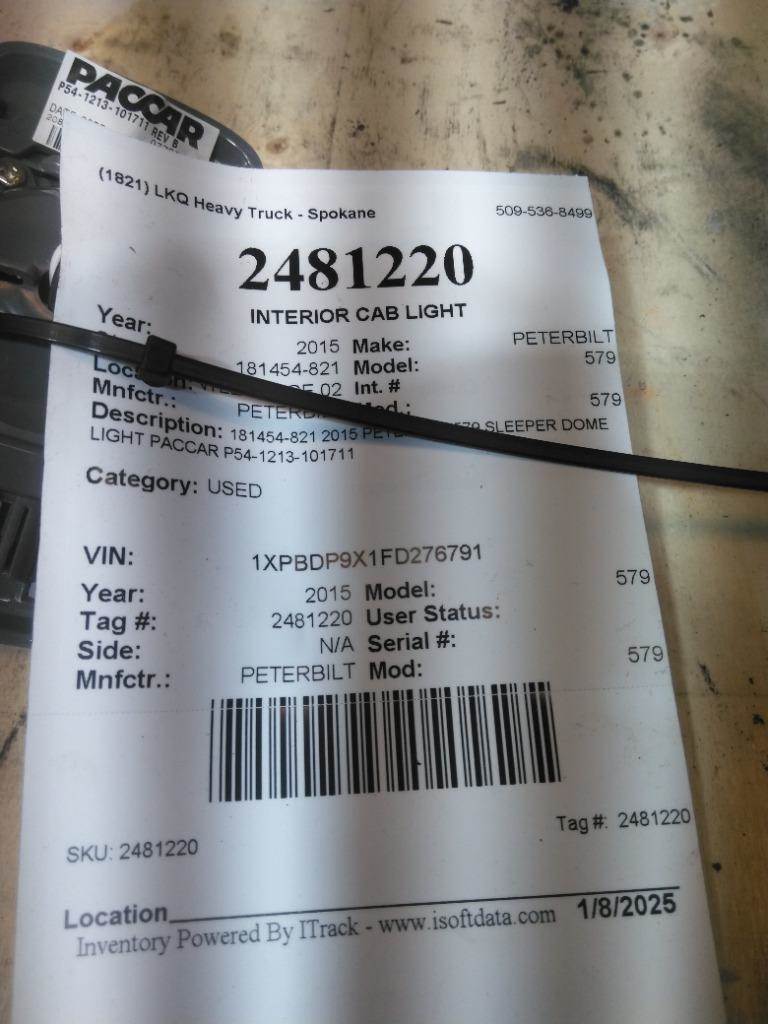 PACCAR
P54-1213-101711 REV B
(1821) LKQ Heavy Truck - Spokane 509-536-8499
2481220
INTERIOR CAB LIGHT
Year: 2015 Make: PETERBILT
181454-821 Model: 579
02 Int. #
Mnfctr.: 579
Description: 181454-821 2015 SLEEPER DOME
LIGHT PACCAR P54-1213-101711
Category: USED
VIN: 1XPBDP9X1FD276791
Year: 2015 Model: 579
Tag #: 2481220 User Status:
Side: N/A Serial #:
Mnfctr.: PETERBILT Mod: 579
Tag #: 2481220
SKU: 2481220
Location 1/8/2025
Inventory Powered By ITrack - www.isoftdata.com